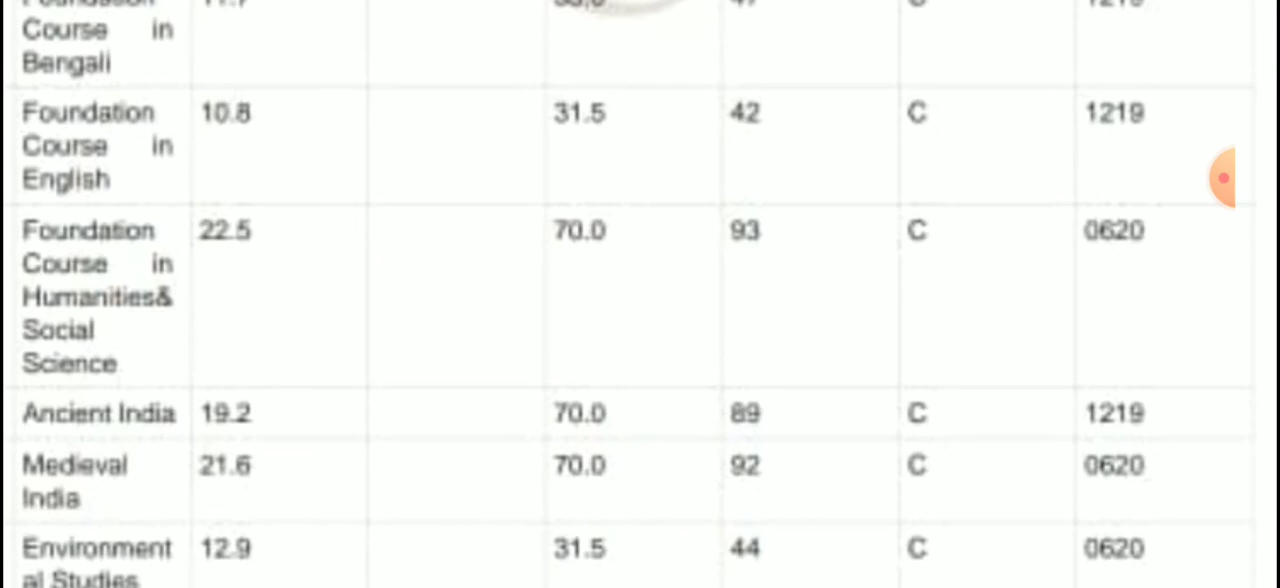 Course in
Bengali
Foundation 10.8 31.5 42 C 1219
Course in
English
Foundation 22.5 70.0 93 C 0620
Course in
Humanities&
Social
Science
Ancient India 19.2 70.0 89 C 1219
Medieval 21.6 70.0 92 C 0620
India
Environment 12.9 31.5 44 C 0620
al Studies